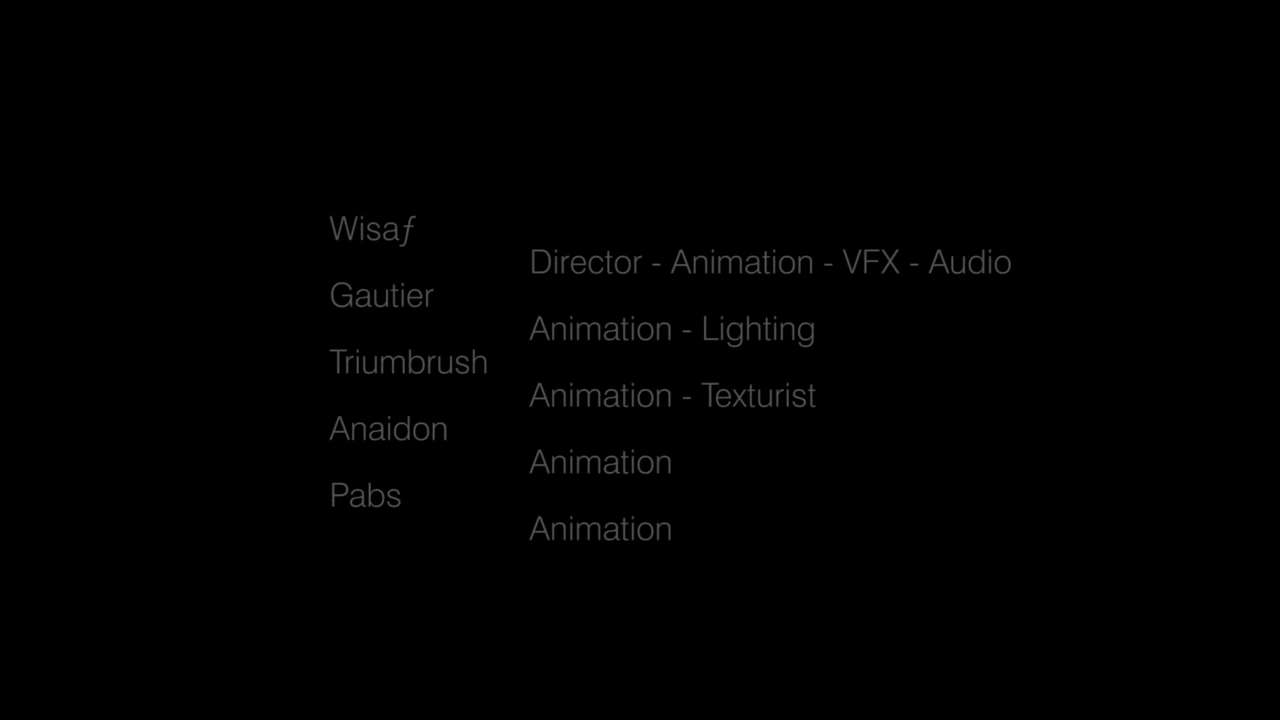 Wisaƒ
Director - Animation - VFX - Audio
Gautier
Animation - Lighting
Triumbrush
Animation - Texturist
Anaidon
Animation
Pabs
Animation